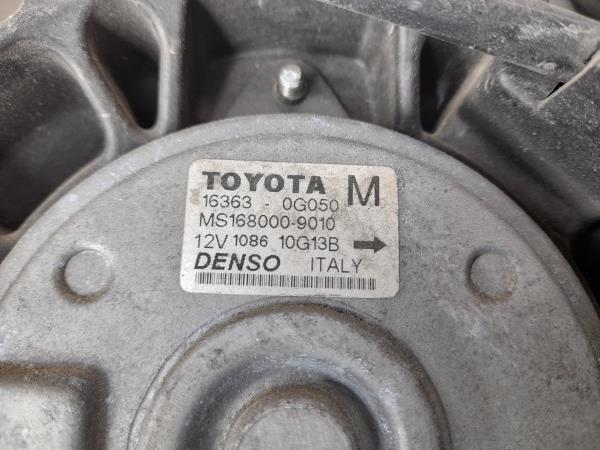 TOYOTA M
16363 - 0G050
MS168000-9010
12V 1086 10G13B
DENSO ITALY